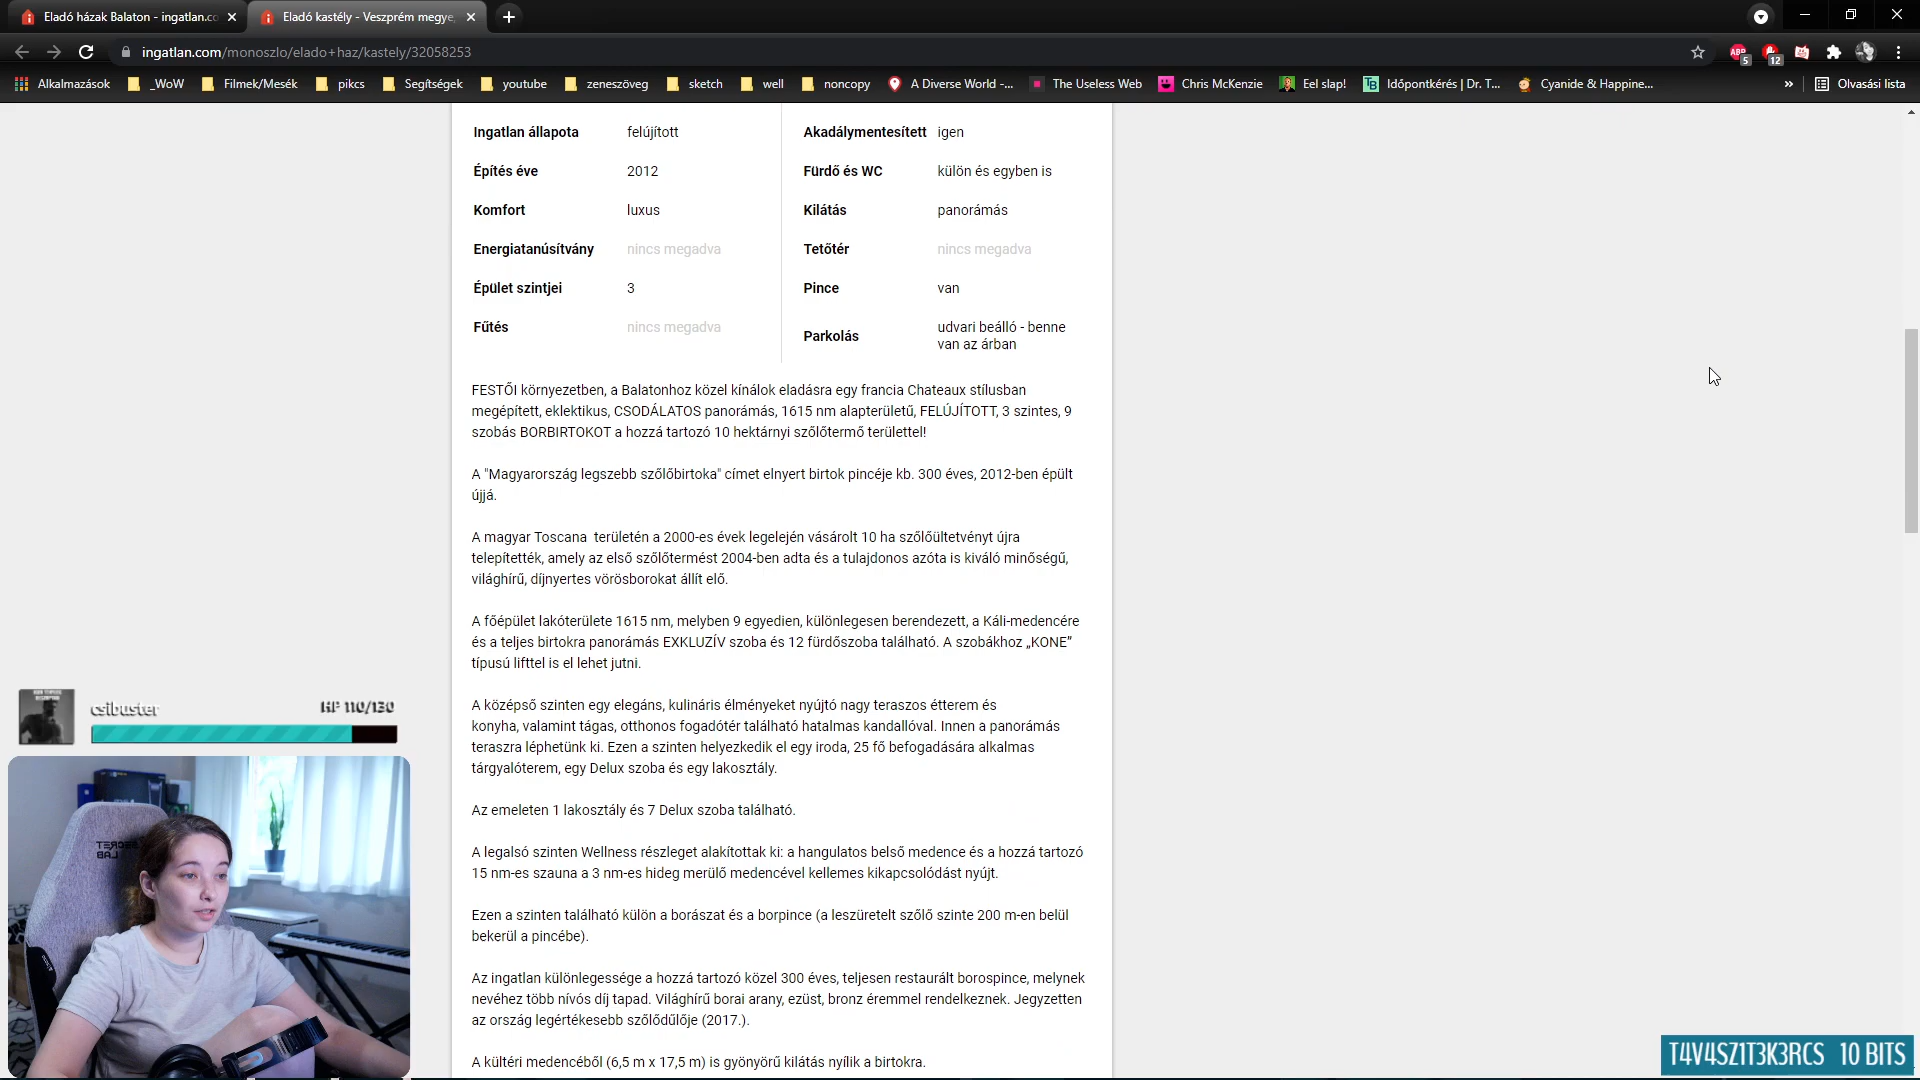 Eladó házak Balaton - ingatlan.co
Eladó kastély - Veszprém megye,
ingatlan.com/monoszlo/elado+haz/kastely/32058253
5
12
Alkalmazások
_WoW
Filmek/Mesék
pikcs
Segítségek
youtube
zeneszöveg
sketch
well
noncopy
A Diverse World -...
The Useless Web
Chris McKenzie
Eel slap!
Időpontkérés | Dr. T...
Cyanide & Happine...
»
Olvasási lista
Ingatlan állapota felújított
Építés éve 2012
Komfort luxus
Energiatanúsítvány nincs megadva
Épület szintjei 3
Fűtés nincs megadva
Akadálymentesített igen
Fürdő és WC külön és egyben is
Kilátás panorámás
Tetőtér nincs megadva
Pince van
Parkolás udvari beálló - benne
van az árban
FESTŐI környezetben, a Balatonhoz közel kínálok eladásra egy francia Chateaux stílusban
megépített, eklektikus, CSODÁLATOS panorámás, 1615 nm alapterületű, FELÚJÍTOTT, 3 szintes, 9
szobás BORBIRTOKOT a hozzá tartozó 10 hektárnyi szőlőtermő területtel!
A "Magyarország legszebb szőlőbirtoka" címet elnyert birtok pincéje kb. 300 éves, 2012-ben épült
újjá.
A magyar Toscana területén a 2000-es évek legelején vásárolt 10 ha szőlőültetvényt újra
telepítették, amely az első szőlőtermést 2004-ben adta és a tulajdonos azóta is kiváló minőségű,
világhírű, díjnyertes vörösborokat állít elő.
A főépület lakóterülete 1615 nm, melyben 9 egyedien, különlegesen berendezett, a Káli-medencére
és a teljes birtokra panorámás EXKLUZÍV szoba és 12 fürdőszoba található. A szobákhoz „KONE”
típusú lifttel is el lehet jutni.
A középső szinten egy elegáns, kulináris élményeket nyújtó nagy teraszos étterem és
konyha, valamint tágas, otthonos fogadótér található hatalmas kandallóval. Innen a panorámás
teraszra léphetünk ki. Ezen a szinten helyezkedik el egy iroda, 25 fő befogadására alkalmas
tárgyalóterem, egy Delux szoba és egy lakosztály.
Az emeleten 1 lakosztály és 7 Delux szoba található.
A legalsó szinten Wellness részleget alakítottak ki: a hangulatos belső medence és a hozzá tartozó
15 nm-es szauna a 3 nm-es hideg merülő medencével kellemes kikapcsolódást nyújt.
Ezen a szinten található külön a borászat és a borpince (a leszüretelt szőlő szinte 200 m-en belül
bekerül a pincébe).
Az ingatlan különlegessége a hozzá tartozó közel 300 éves, teljesen restaurált borospince, melynek
nevéhez több nívós díj tapad. Világhírű borai arany, ezüst, bronz éremmel rendelkeznek. Jegyzetten
az ország legértékesebb szőlődűlője (2017.).
A kültéri medencéből (6,5 m x 17,5 m) is gyönyörű kilátás nyílik a birtokra.
csibuster
HP 110/130
SECRET
LAB
T4V4SZ1T3K3RCS 10 BITS